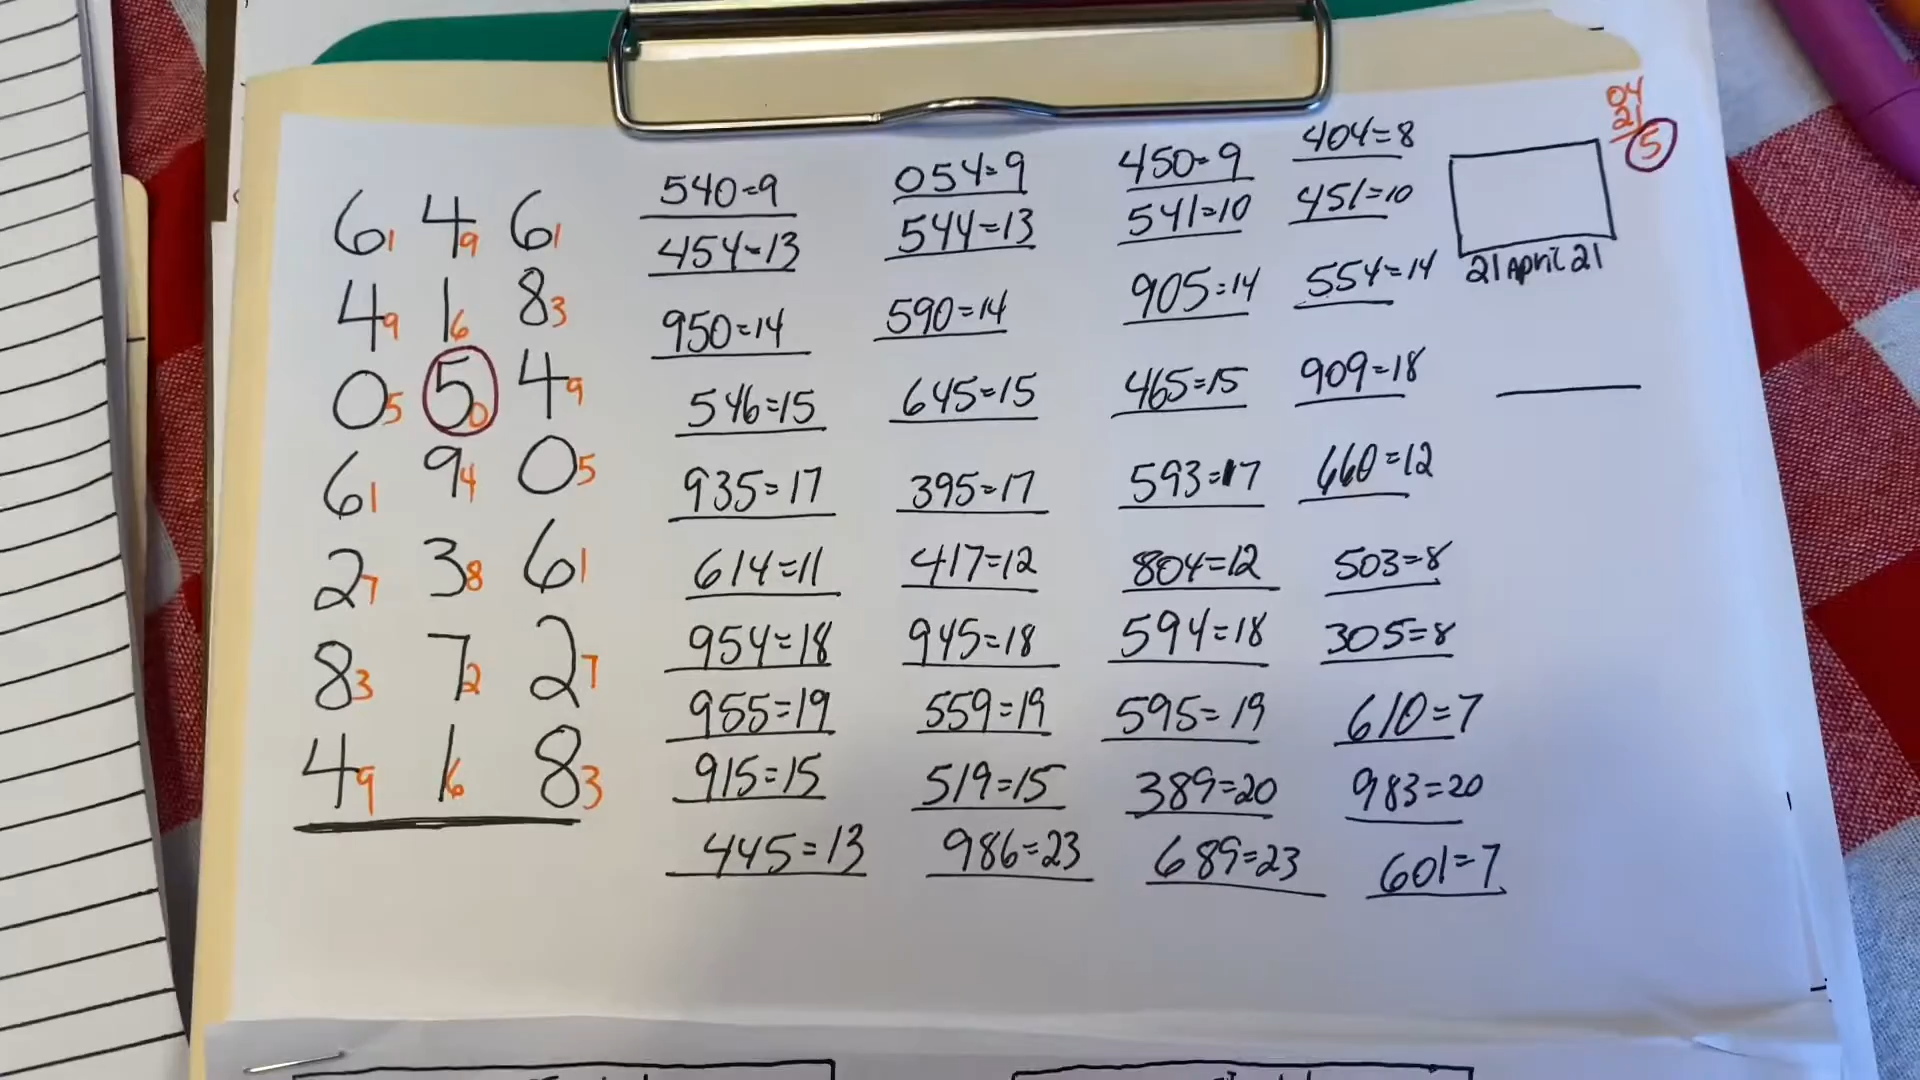 04
21
5
21 April 21
6 1 4 9 6 1
4 9 1 6 8 3
0 5 5 0 4 9
6 1 9 4 0 5
2 7 3 8 6 1
8 3 7 2 2 7
4 9 1 6 8 3
540=9 054=9 450=9 404=8
454=13 544=13 541=10 451=10
950=14 590=14 905=14 554=14
546=15 645=15 465=15 909=18
935=17 395=17 593=17 660=12
614=11 417=12 804=12 503=8
954=18 945=18 594=18 305=8
955=19 559=19 595=19 610=7
915=15 519=15 389=20 983=20
445=13 986=23 689=23 601=7